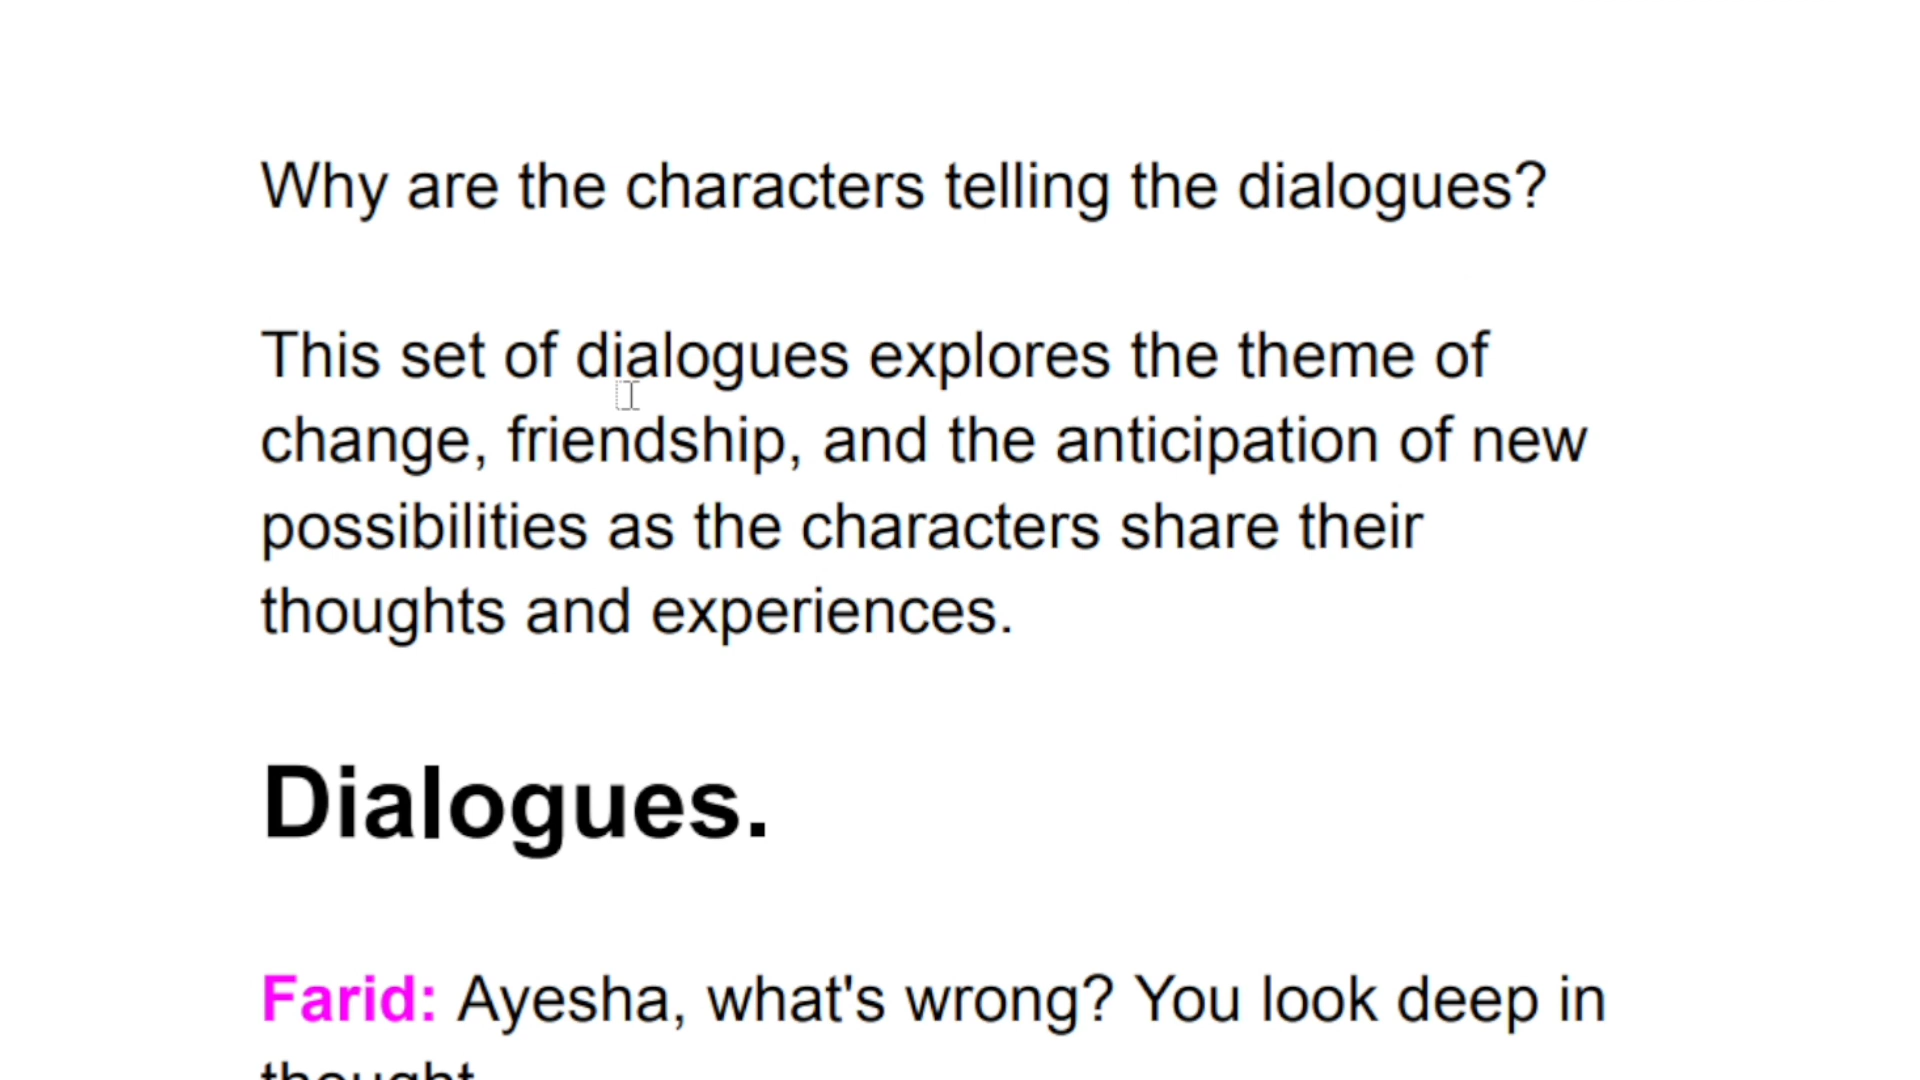 Why are the characters telling the dialogues?
This set of dialogues explores the theme of
change, friendship, and the anticipation of new
possibilities as the characters share their
thoughts and experiences.
Dialogues.
Farid: Ayesha, what's wrong? You look deep in
thought